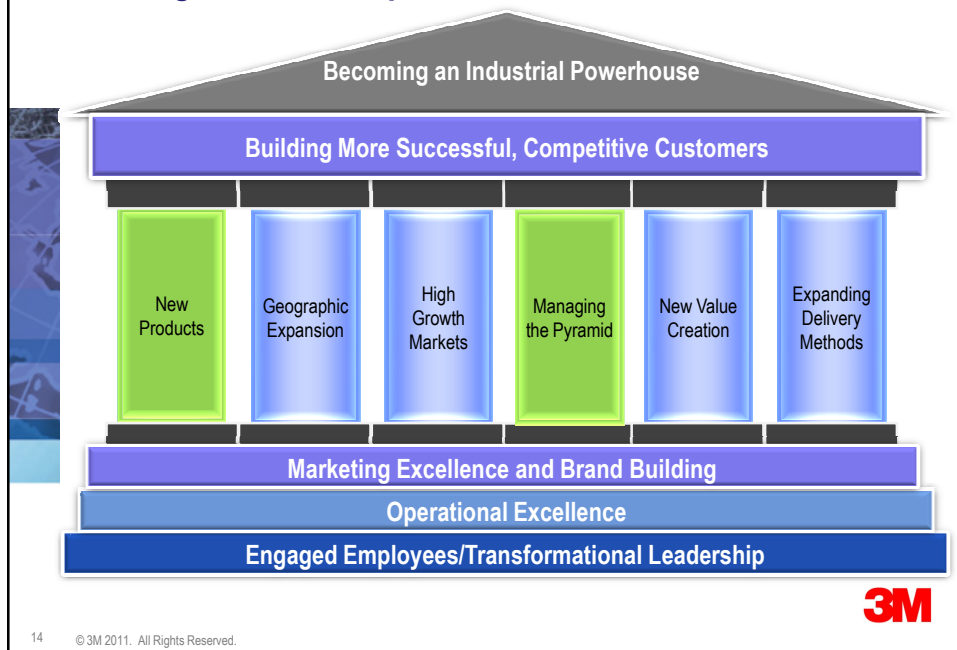 Becoming an Industrial Powerhouse
Building More Successful, Competitive Customers
New
Products
Geographic
Expansion
High
Growth
Markets
Managing
the Pyramid
New Value
Creation
Expanding
Delivery
Methods
Marketing Excellence and Brand Building
Operational Excellence
Engaged Employees/Transformational Leadership
3M
14
© 3M 2011. All Rights Reserved.